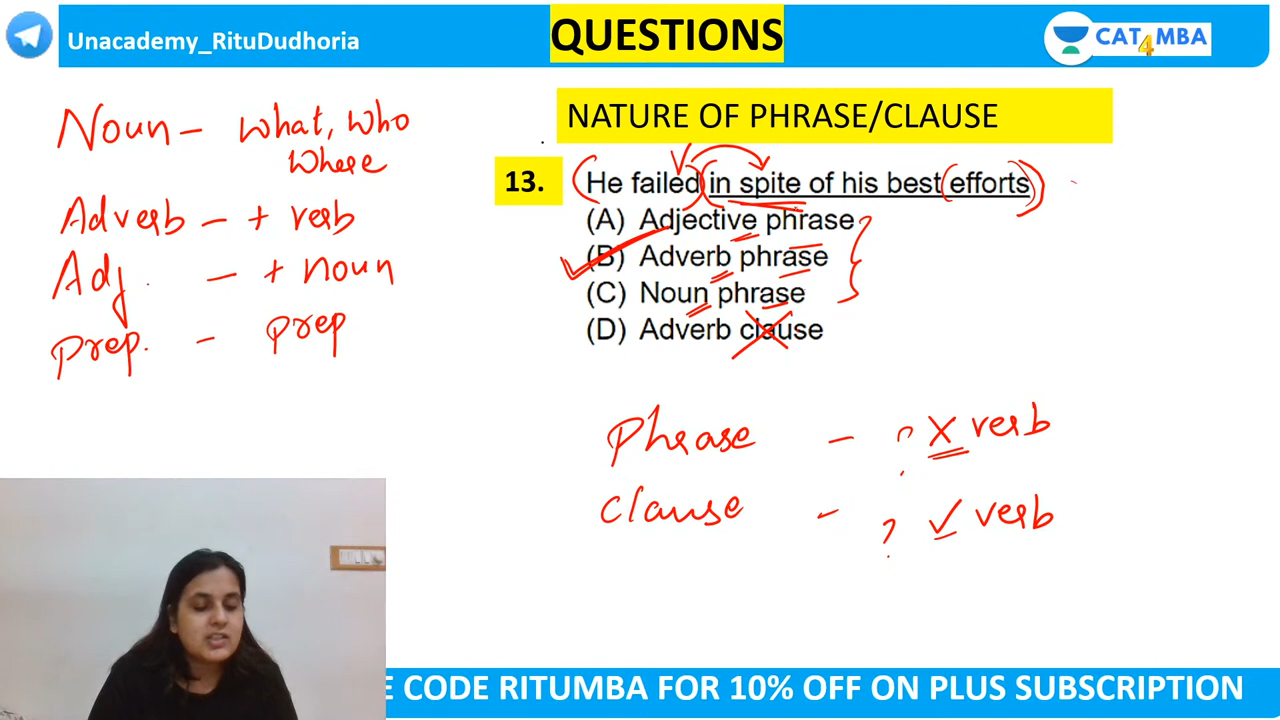 Unacademy_RituDudhoria
QUESTIONS
CAT4MBA
NATURE OF PHRASE/CLAUSE
Noun - What, Who
Where
Adverb - + verb
Adj. - + noun
Prep. - Prep
13. He failed in spite of his best efforts
(A) Adjective phrase
(B) Adverb phrase
(C) Noun phrase
(D) Adverb clause
Phrase - ? X verb
Clause - ? ✓ verb
E CODE RITUMBA FOR 10% OFF ON PLUS SUBSCRIPTION